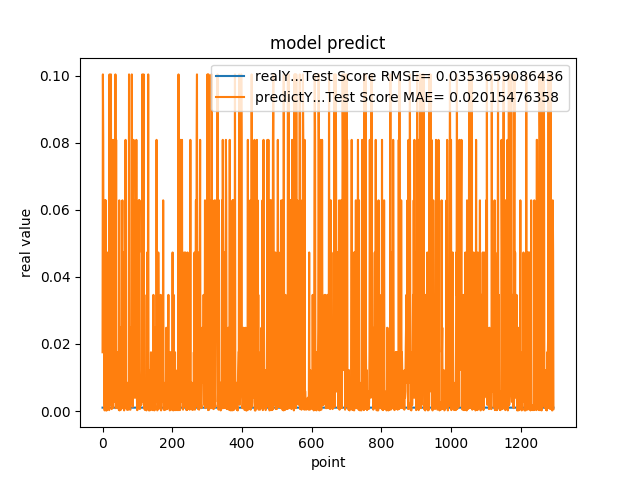 model predict
realY...Test Score RMSE= 0.0353659086436
predictY...Test Score MAE= 0.02015476358
0.10
0.08
0.06
0.04
0.02
0.00
real value
0 200 400 600 800 1000 1200
point